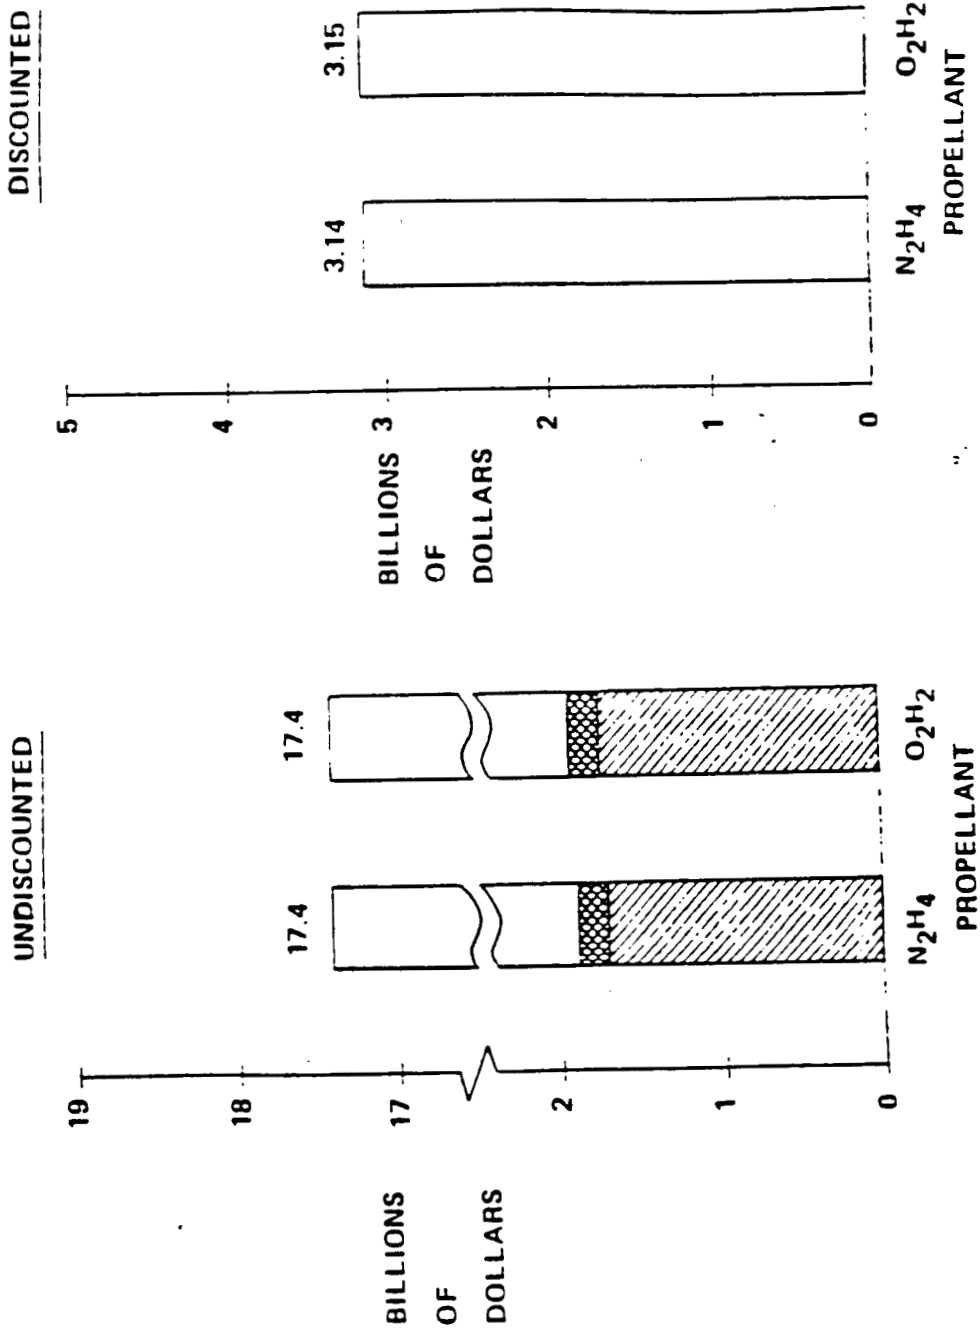 UNDISCOUNTED
19
18
17
2
1
0
BILLIONS
OF
DOLLARS
17.4
17.4
N2H4
O2H2
PROPELLANT
DISCOUNTED
5
4
3
2
1
0
BILLIONS
OF
DOLLARS
3.14
3.15
N2H4
O2H2
PROPELLANT